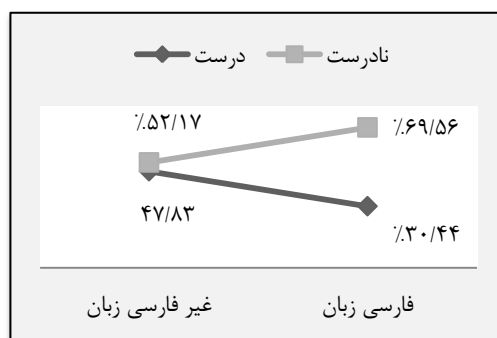 درست نادرست
٪۵۲/۱۷ ٪۶۹/۵۶
۴۷/۸۳ ٪۳۰/۴۴
غیر فارسی زبان فارسی زبان